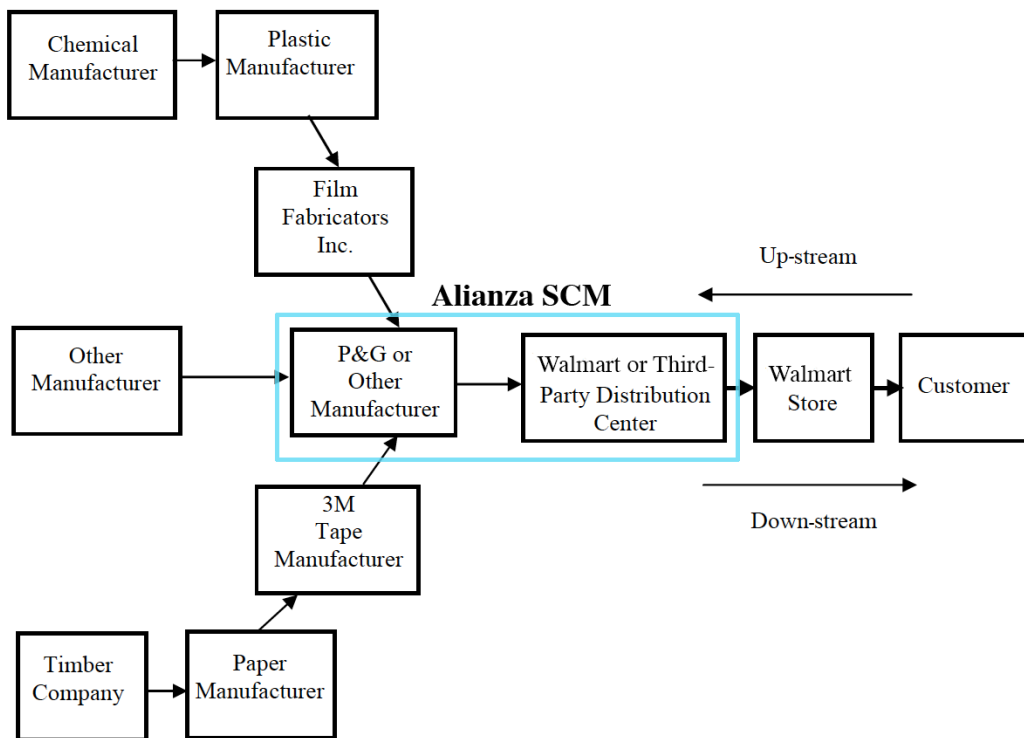 Chemical
Manufacturer
Plastic
Manufacturer
Film
Fabricators
Inc.
Up-stream
Alianza SCM
Other
Manufacturer
P&G or
Other
Manufacturer
Walmart or Third-
Party Distribution
Center
Walmart
Store
Customer
3M
Tape
Manufacturer
Down-stream
Timber
Company
Paper
Manufacturer